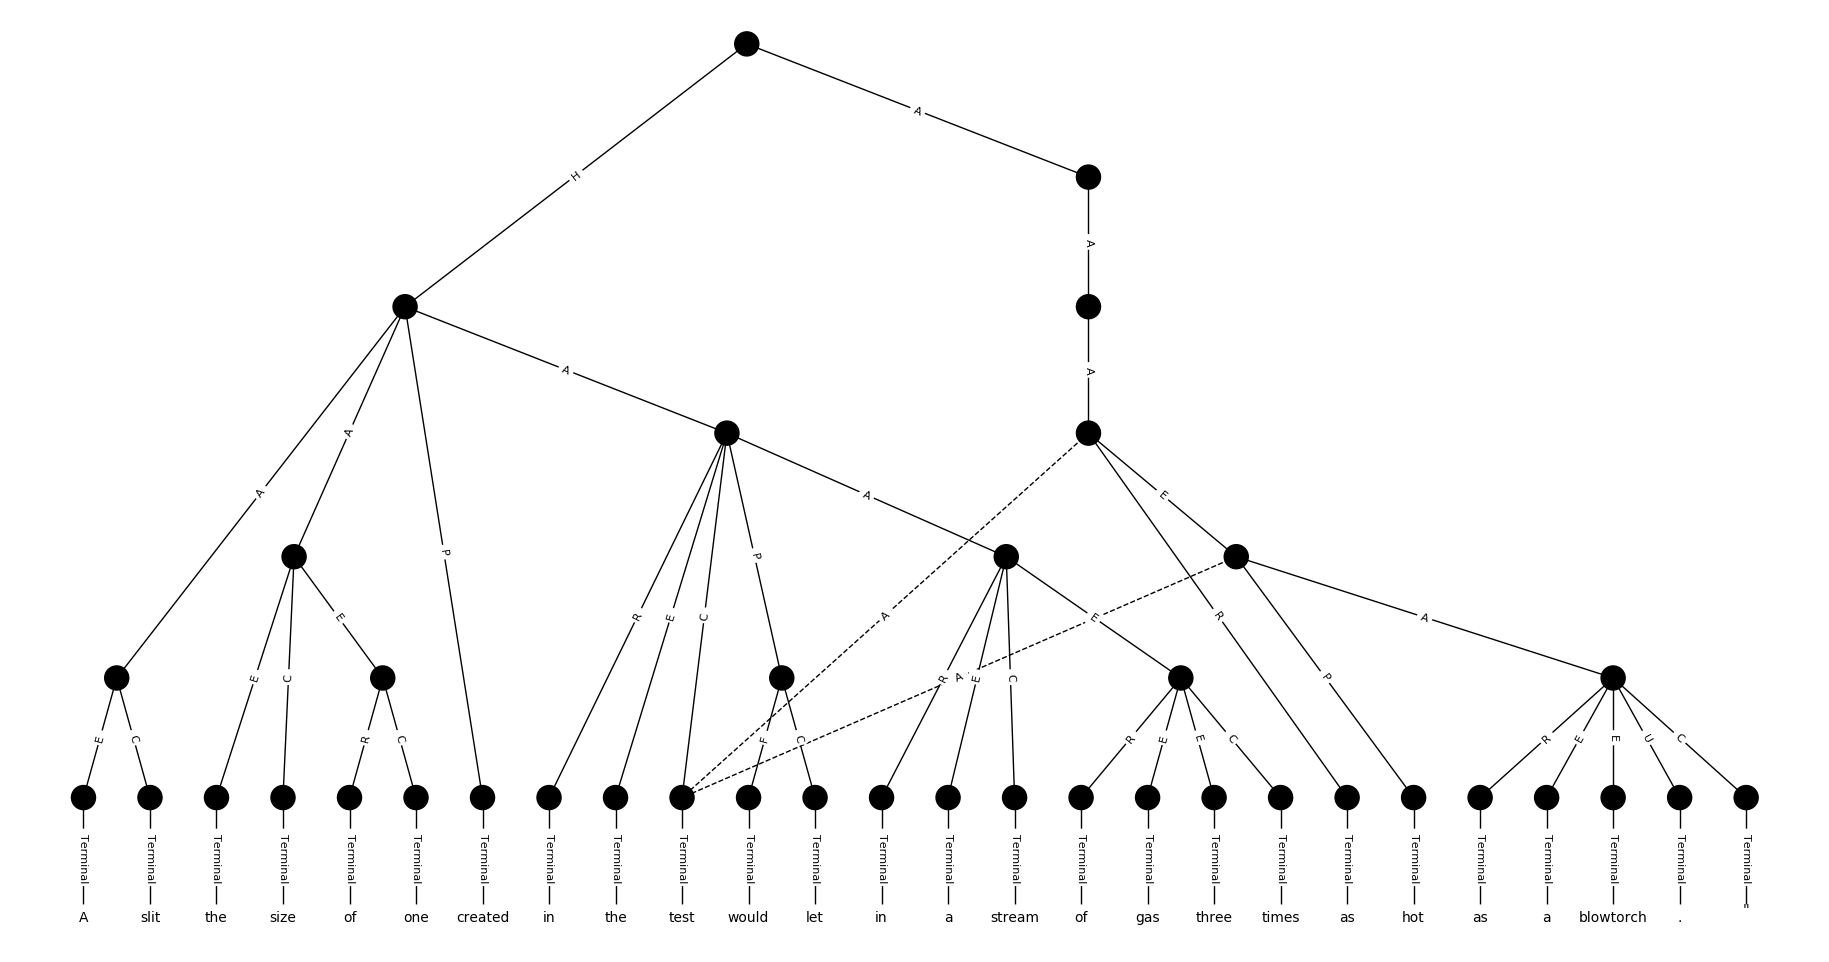 H
A
A
A
A
A
A
P
A
E
C
E
R
E
C
P
A
E
R
E
A
R
E
C
A
P
E
C
R
C
F
C
R
E
E
C
R
E
E
U
C
Terminal Terminal Terminal Terminal Terminal Terminal Terminal Terminal Terminal Terminal Terminal Terminal Terminal Terminal Terminal Terminal Terminal Terminal Terminal Terminal Terminal Terminal Terminal Terminal Terminal Terminal
A slit the size of one created in the test would let in a stream of gas three times as hot as a blowtorch . "